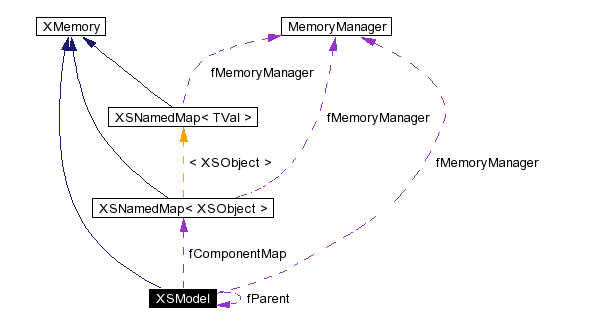 XMemory
MemoryManager
fMemoryManager
XSNamedMap< TVal >
fMemoryManager
< XSObject >
fMemoryManager
XSNamedMap< XSObject >
fComponentMap
XSModel
fParent